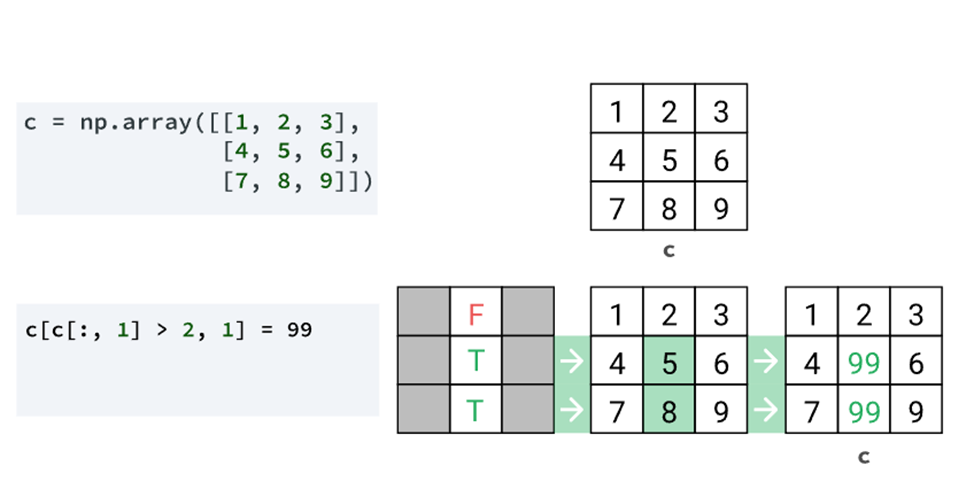 c = np.array([[1, 2, 3],
[4, 5, 6],
[7, 8, 9]])
1 2 3
4 5 6
7 8 9
c
c[c[:, 1] > 2, 1] = 99
F
T
T
1 2 3
4 5 6
7 8 9
1 2 3
4 99 6
7 99 9
c